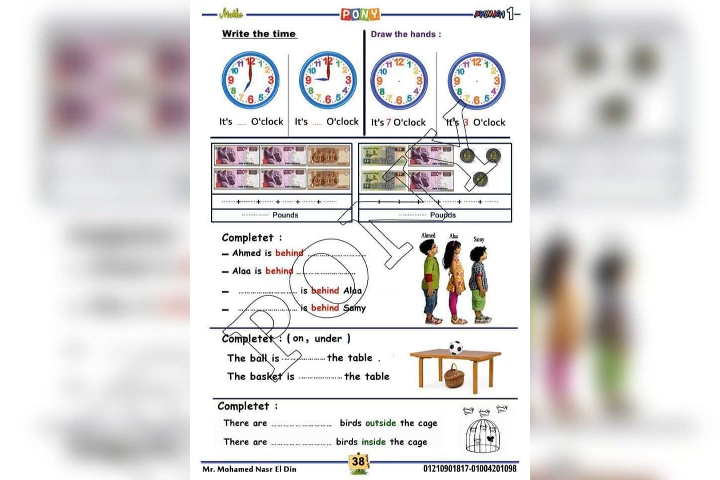 Maths PONY 1
Write the time
Draw the hands :
It's .... O'clock
It's .... O'clock
It's 7 O'clock
It's 3 O'clock
........+........+........+........+........+........
............ Pounds
........+........+........+........+........+........
............ Pounds
Completet :
– Ahmed is behind ..................
– Alaa is behind ..................
– .................. is behind Alaa
– .................. is behind Samy
Ahmed Alaa Samy
Completet : ( on, under )
The ball is ............... the table .
The basket is ............... the table
Completet :
There are ..................... birds outside the cage
There are ..................... birds inside the cage
Mr. Mohamed Nasr El Din
38
01210901817-01004201098
PONY